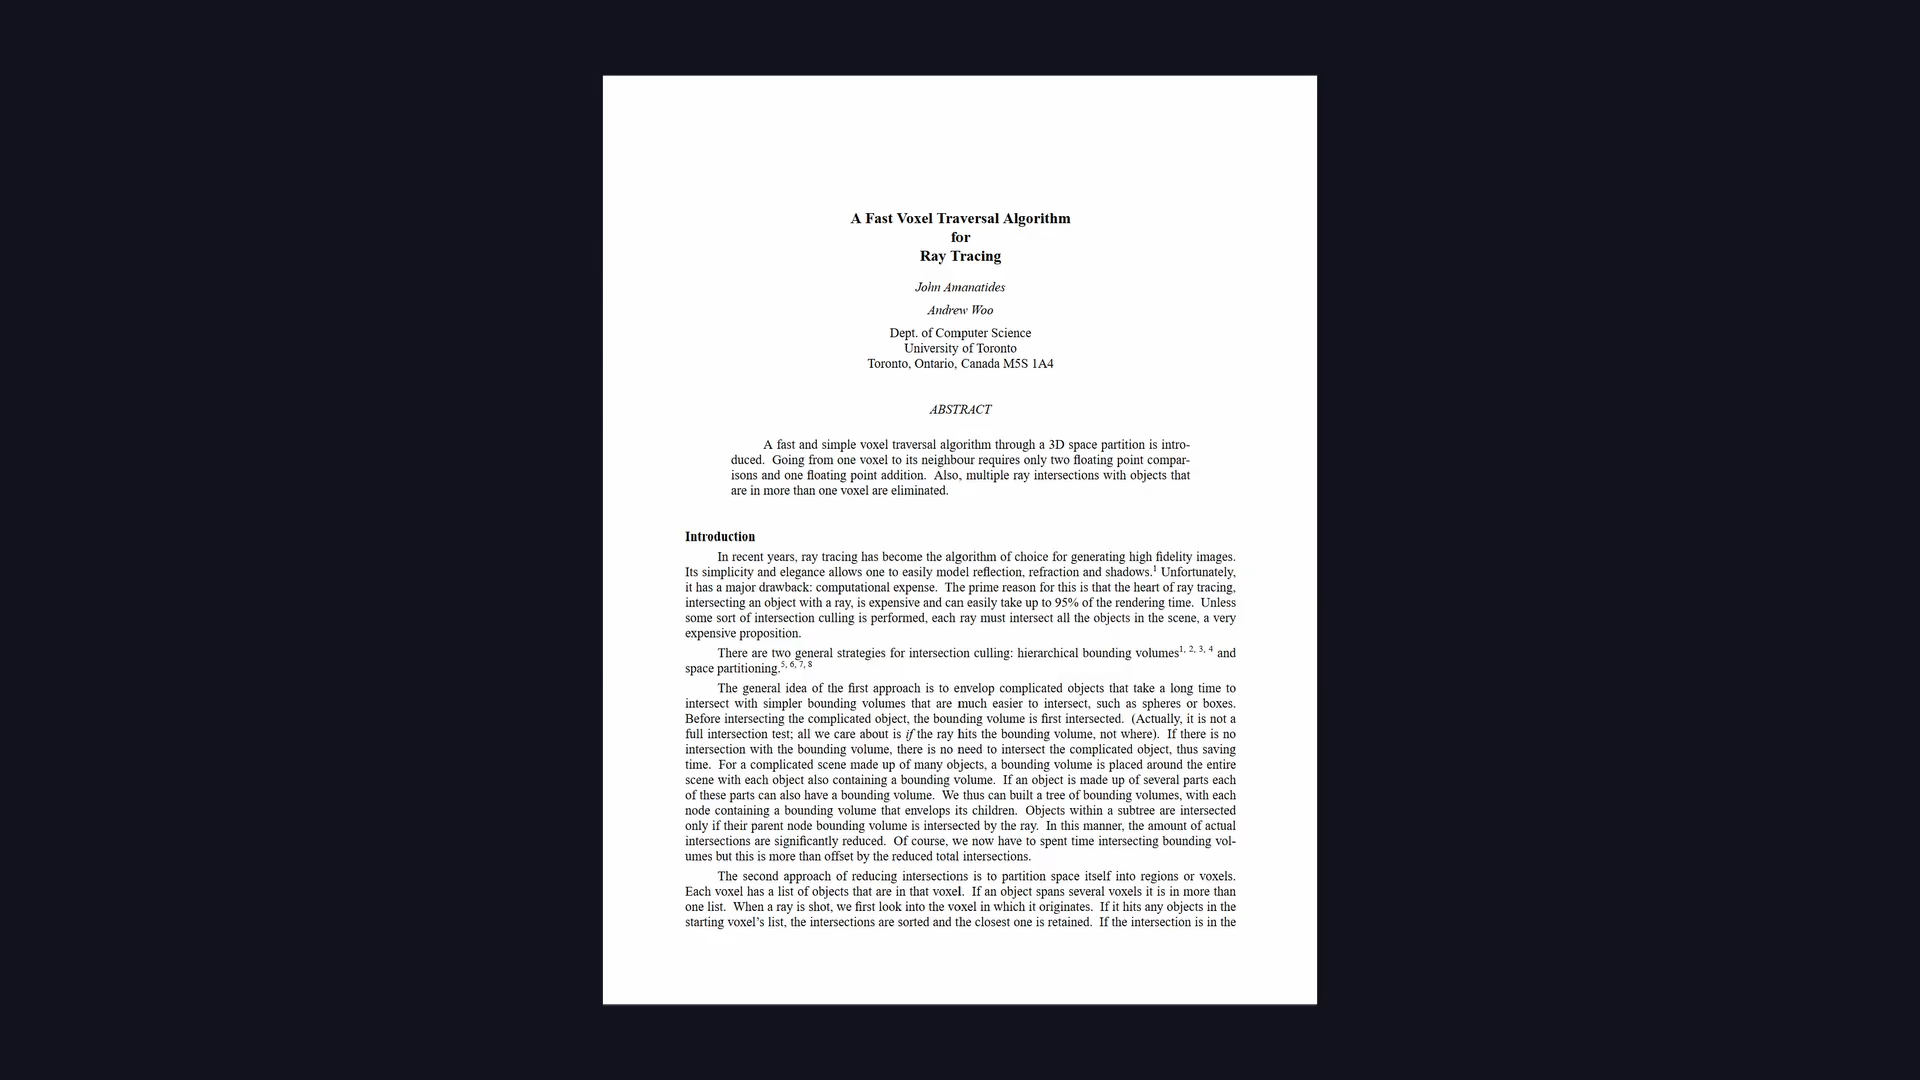 A Fast Voxel Traversal Algorithm
for
Ray Tracing
John Amanatides
Andrew Woo
Dept. of Computer Science
University of Toronto
Toronto, Ontario, Canada M5S 1A4
ABSTRACT
A fast and simple voxel traversal algorithm through a 3D space partition is intro-
duced. Going from one voxel to its neighbour requires only two floating point compar-
isons and one floating point addition. Also, multiple ray intersections with objects that
are in more than one voxel are eliminated.
Introduction
In recent years, ray tracing has become the algorithm of choice for generating high fidelity images.
Its simplicity and elegance allows one to easily model reflection, refraction and shadows.1 Unfortunately,
it has a major drawback: computational expense. The prime reason for this is that the heart of ray tracing,
intersecting an object with a ray, is expensive and can easily take up to 95% of the rendering time. Unless
some sort of intersection culling is performed, each ray must intersect all the objects in the scene, a very
expensive proposition.
There are two general strategies for intersection culling: hierarchical bounding volumes1, 2, 3, 4 and
space partitioning.5, 6, 7, 8
The general idea of the first approach is to envelop complicated objects that take a long time to
intersect with simpler bounding volumes that are much easier to intersect, such as spheres or boxes.
Before intersecting the complicated object, the bounding volume is first intersected. (Actually, it is not a
full intersection test; all we care about is if the ray hits the bounding volume, not where). If there is no
intersection with the bounding volume, there is no need to intersect the complicated object, thus saving
time. For a complicated scene made up of many objects, a bounding volume is placed around the entire
scene with each object also containing a bounding volume. If an object is made up of several parts each
of these parts can also have a bounding volume. We thus can built a tree of bounding volumes, with each
node containing a bounding volume that envelops its children. Objects within a subtree are intersected
only if their parent node bounding volume is intersected by the ray. In this manner, the amount of actual
intersections are significantly reduced. Of course, we now have to spent time intersecting bounding vol-
umes but this is more than offset by the reduced total intersections.
The second approach of reducing intersections is to partition space itself into regions or voxels.
Each voxel has a list of objects that are in that voxel. If an object spans several voxels it is in more than
one list. When a ray is shot, we first look into the voxel in which it originates. If it hits any objects in the
starting voxel's list, the intersections are sorted and the closest one is retained. If the intersection is in the